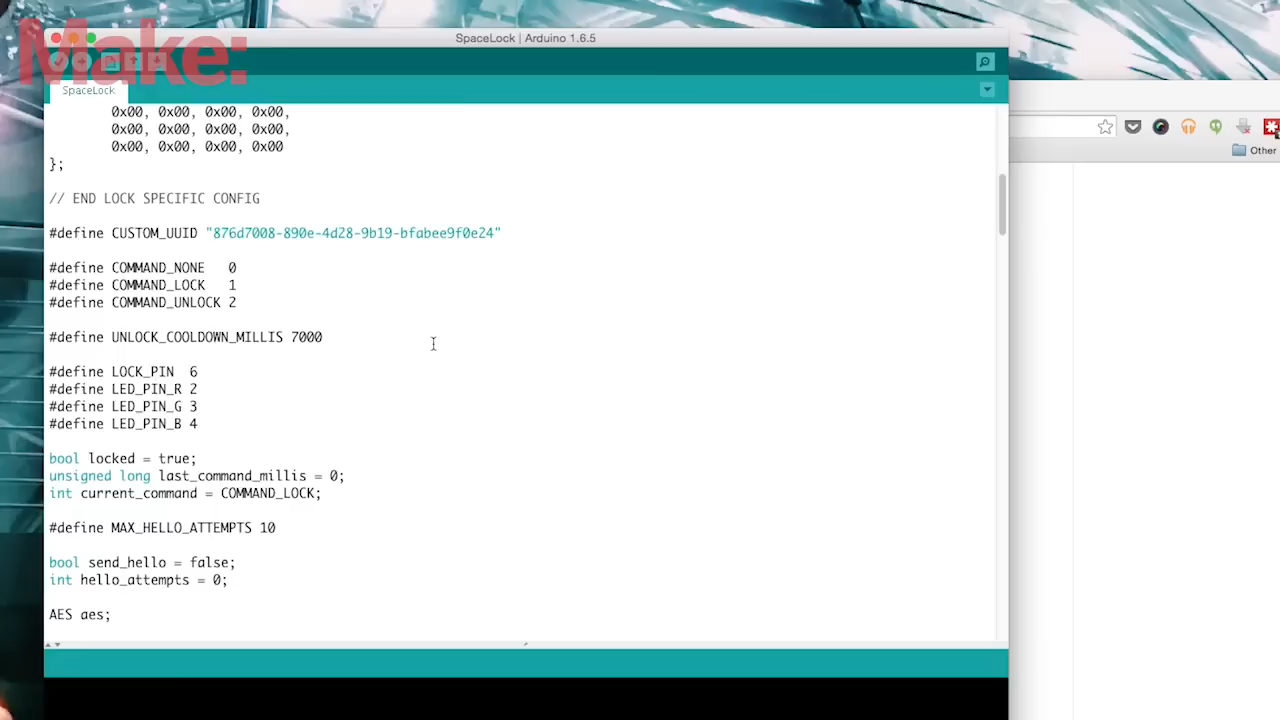 Make:
SpaceLock | Arduino 1.6.5
SpaceLock
0x00, 0x00, 0x00, 0x00,
0x00, 0x00, 0x00, 0x00,
0x00, 0x00, 0x00, 0x00
};
// END LOCK SPECIFIC CONFIG
#define CUSTOM_UUID "876d7008-890e-4d28-9b19-bfabee9f0e24"
#define COMMAND_NONE 0
#define COMMAND_LOCK 1
#define COMMAND_UNLOCK 2
#define UNLOCK_COOLDOWN_MILLIS 7000
#define LOCK_PIN 6
#define LED_PIN_R 2
#define LED_PIN_G 3
#define LED_PIN_B 4
bool locked = true;
unsigned long last_command_millis = 0;
int current_command = COMMAND_LOCK;
#define MAX_HELLO_ATTEMPTS 10
bool send_hello = false;
int hello_attempts = 0;
AES aes;
Other